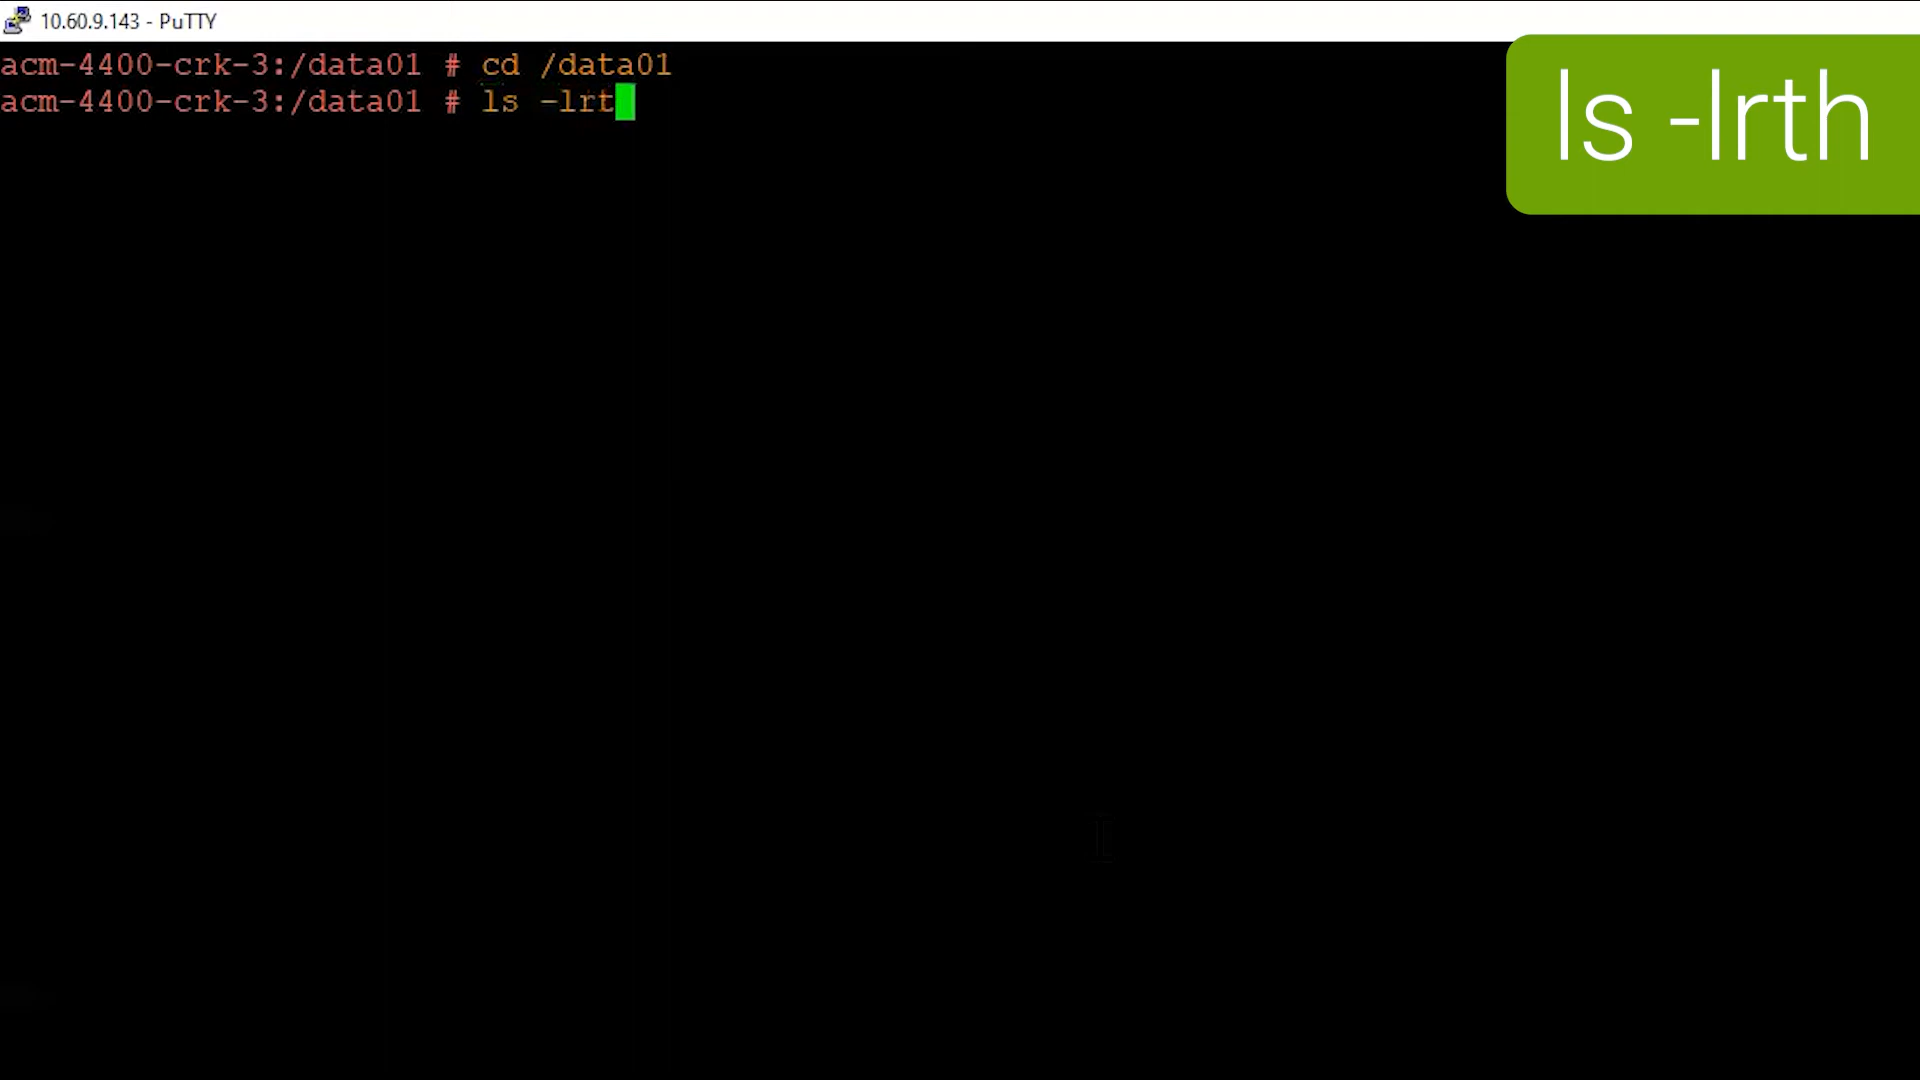 10.60.9.143 - PuTTY
acm-4400-crk-3:/data01 # cd /data01
acm-4400-crk-3:/data01 # ls -lrt
ls -lrth